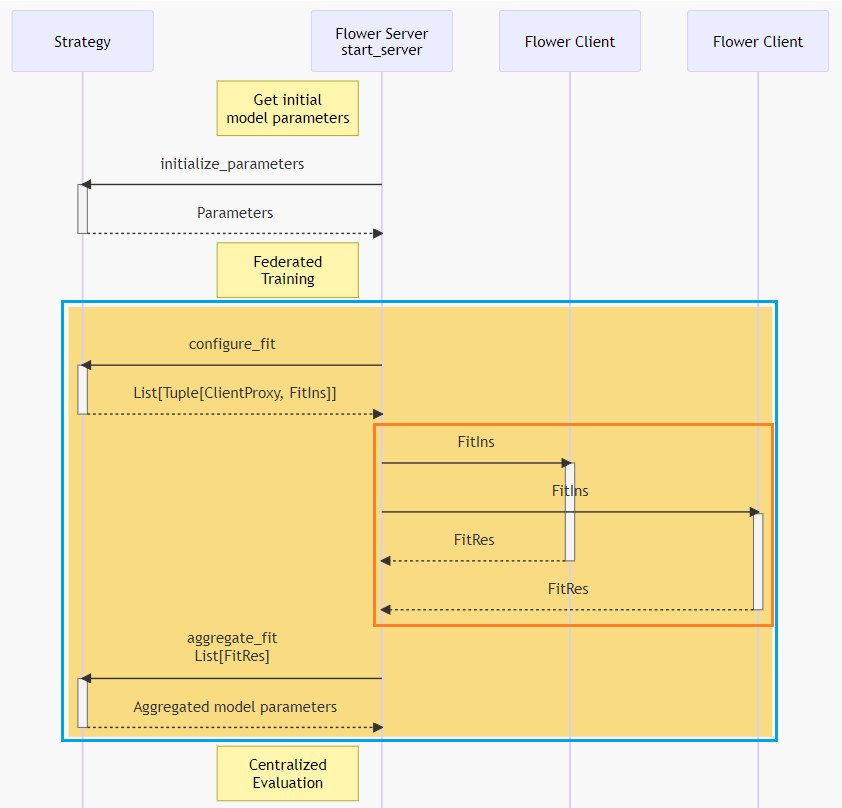 Strategy
Flower Server
start_server
Flower Client
Flower Client
Get initial
model parameters
initialize_parameters
Parameters
Federated
Training
configure_fit
List[Tuple[ClientProxy, FitIns]]
FitIns
FitIns
FitRes
FitRes
aggregate_fit
List[FitRes]
Aggregated model parameters
Centralized
Evaluation